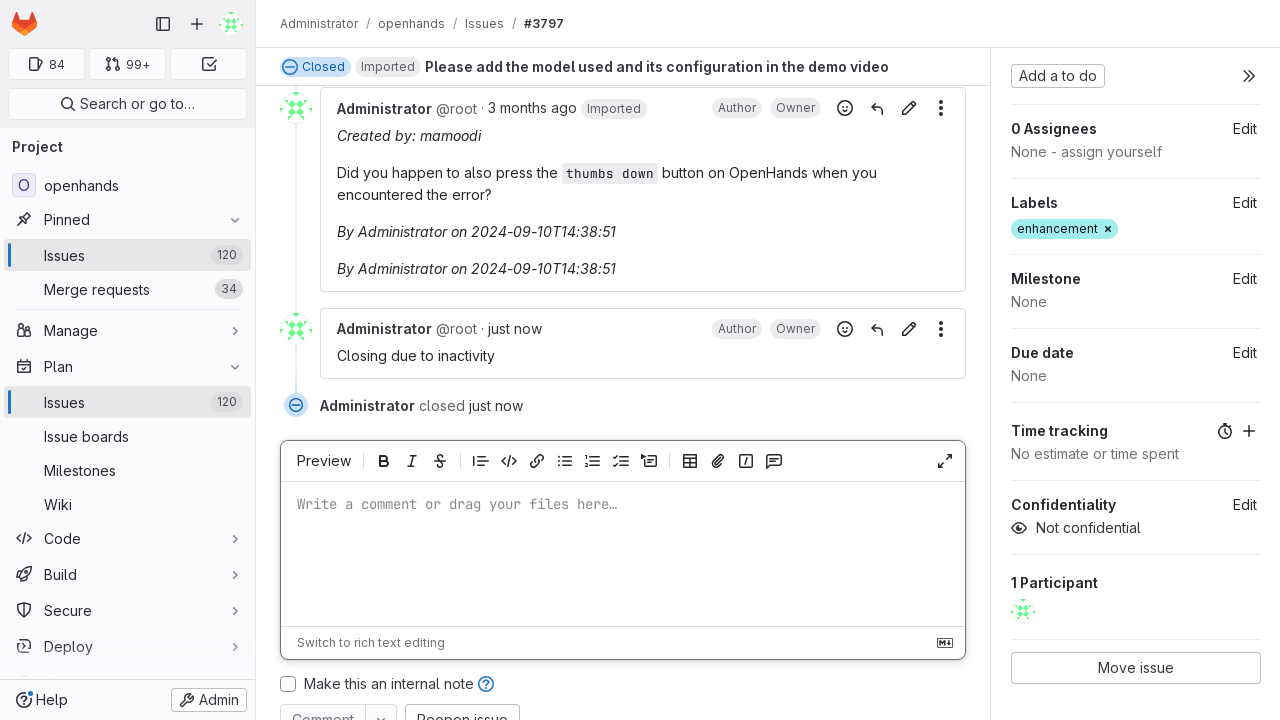 Administrator / openhands / Issues / #3797
84
99+
Search or go to…
Project
O openhands
Pinned
Issues 120
Merge requests 34
Manage
Plan
Issues 120
Issue boards
Milestones
Wiki
Code
Build
Secure
Deploy
Help
Admin
Closed Imported Please add the model used and its configuration in the demo video
Administrator @root · 3 months ago Imported Author Owner
Created by: mamoodi
Did you happen to also press the thumbs down button on OpenHands when you
encountered the error?
By Administrator on 2024-09-10T14:38:51
By Administrator on 2024-09-10T14:38:51
Administrator @root · just now Author Owner
Closing due to inactivity
Administrator closed just now
Preview
Write a comment or drag your files here…
Switch to rich text editing
Make this an internal note
Comment
Reopen issue
Add a to do
0 Assignees Edit
None - assign yourself
Labels Edit
enhancement ×
Milestone Edit
None
Due date Edit
None
Time tracking
No estimate or time spent
Confidentiality Edit
Not confidential
1 Participant
Move issue